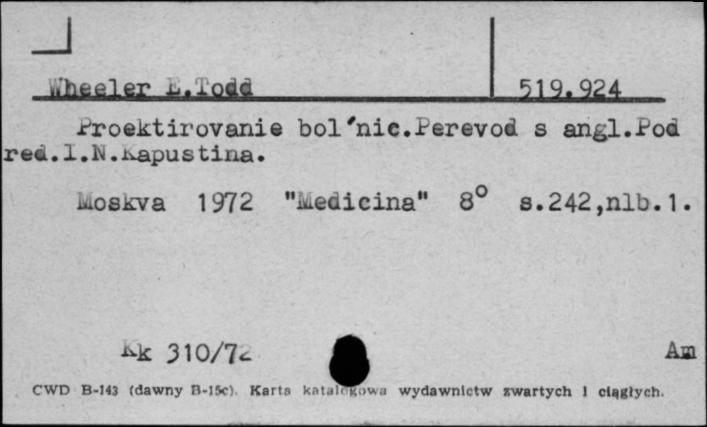 Wheeler E.Todd 519.924
Proektirovanie bol'nic.Perevod s angl.Pod
red.I.N.Kapustina.
Moskva 1972 "Medicina" 8° s.242,nlb.1.
Kk 310/72 Am
CWD B-143 (dawny B-15c). Karta katalogowa wydawnictw zwartych i ciągłych.